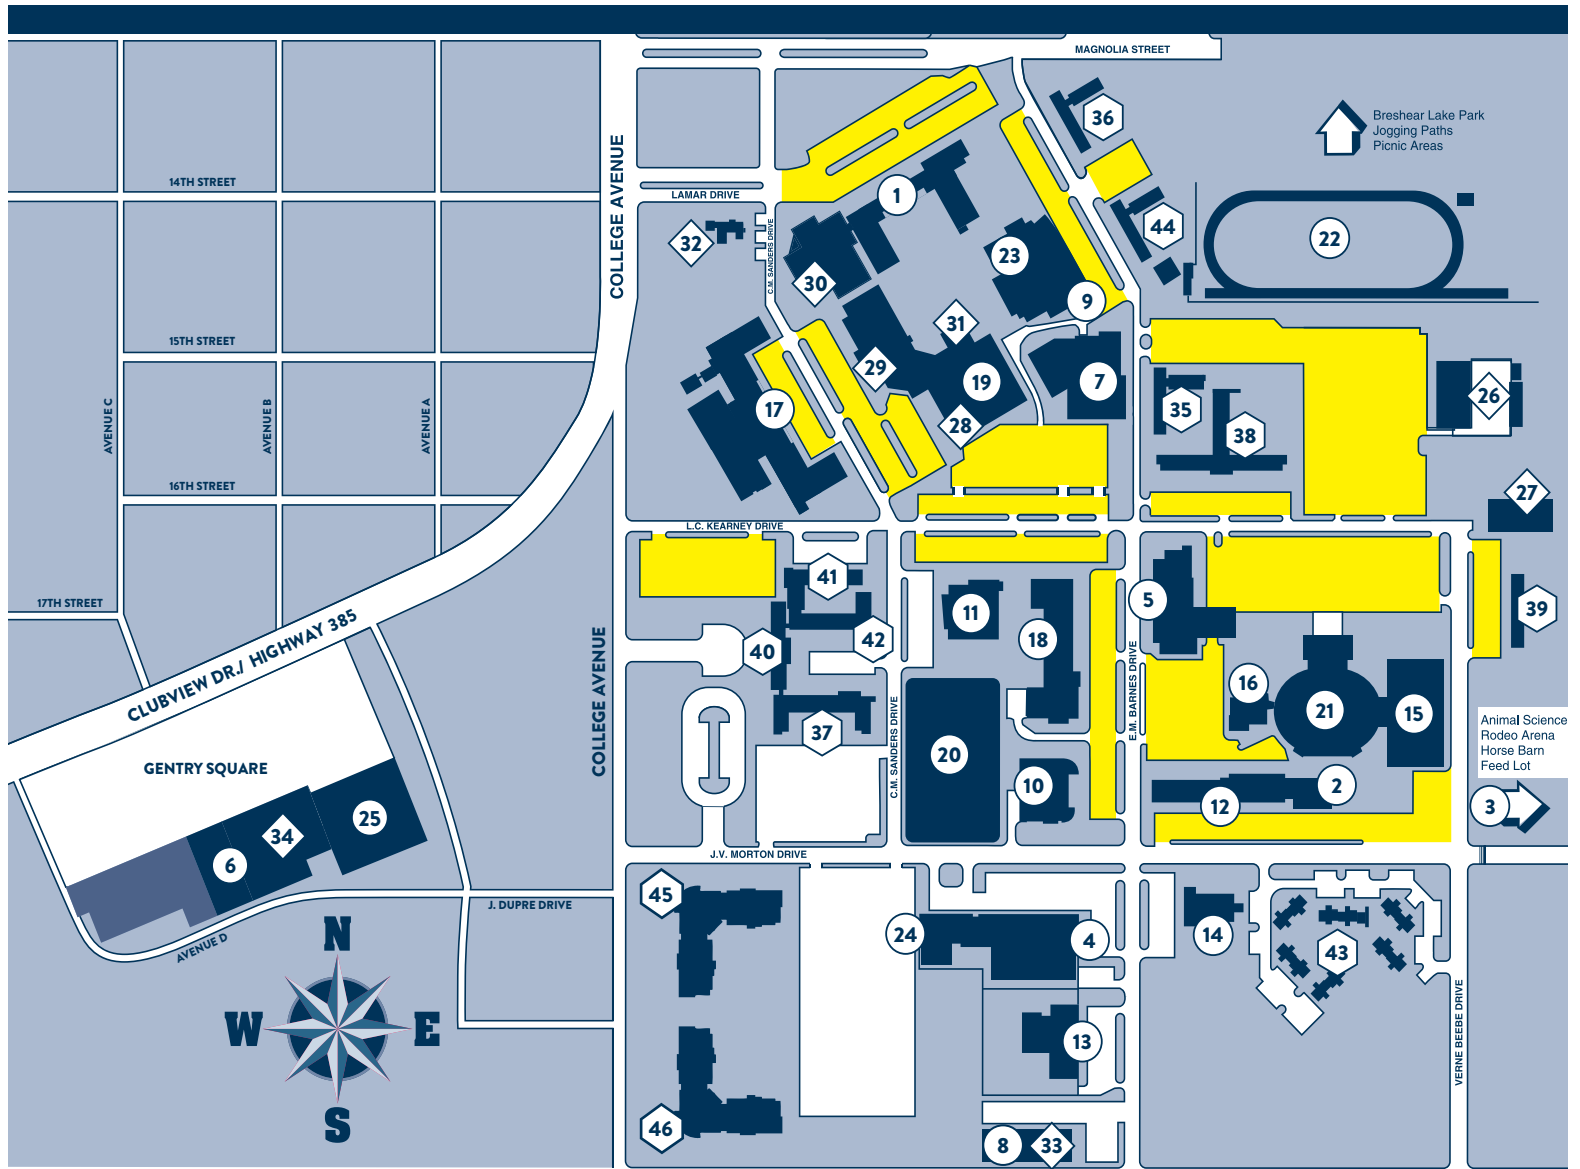 MAGNOLIA STREET
36
Breshear Lake Park
Jogging Paths
Picnic Areas
14TH STREET
COLLEGE AVENUE
LAMAR DRIVE
1
44
22
32
C.M. SANDERS DRIVE
23
30
9
31
15TH STREET
29
19
7
26
AVENUE C
AVENUE B
AVENUE A
17
35
28
38
16TH STREET
27
L.C. KEARNEY DRIVE
41
5
17TH STREET
11
39
CLUBVIEW DR./ HIGHWAY 385
40
42
18
COLLEGE AVENUE
E.M. BARNES DRIVE
16
21
15
37
C.M. SANDERS DRIVE
20
Animal Science
Rodeo Arena
Horse Barn
Feed Lot
GENTRY SQUARE
10
2
12
3
25
34
6
J.V. MORTON DRIVE
45
J. DUPRE DRIVE
AVENUE D
24
4
14
43
N
W
E
S
VERNE BEEBE DRIVE
13
46
8
33